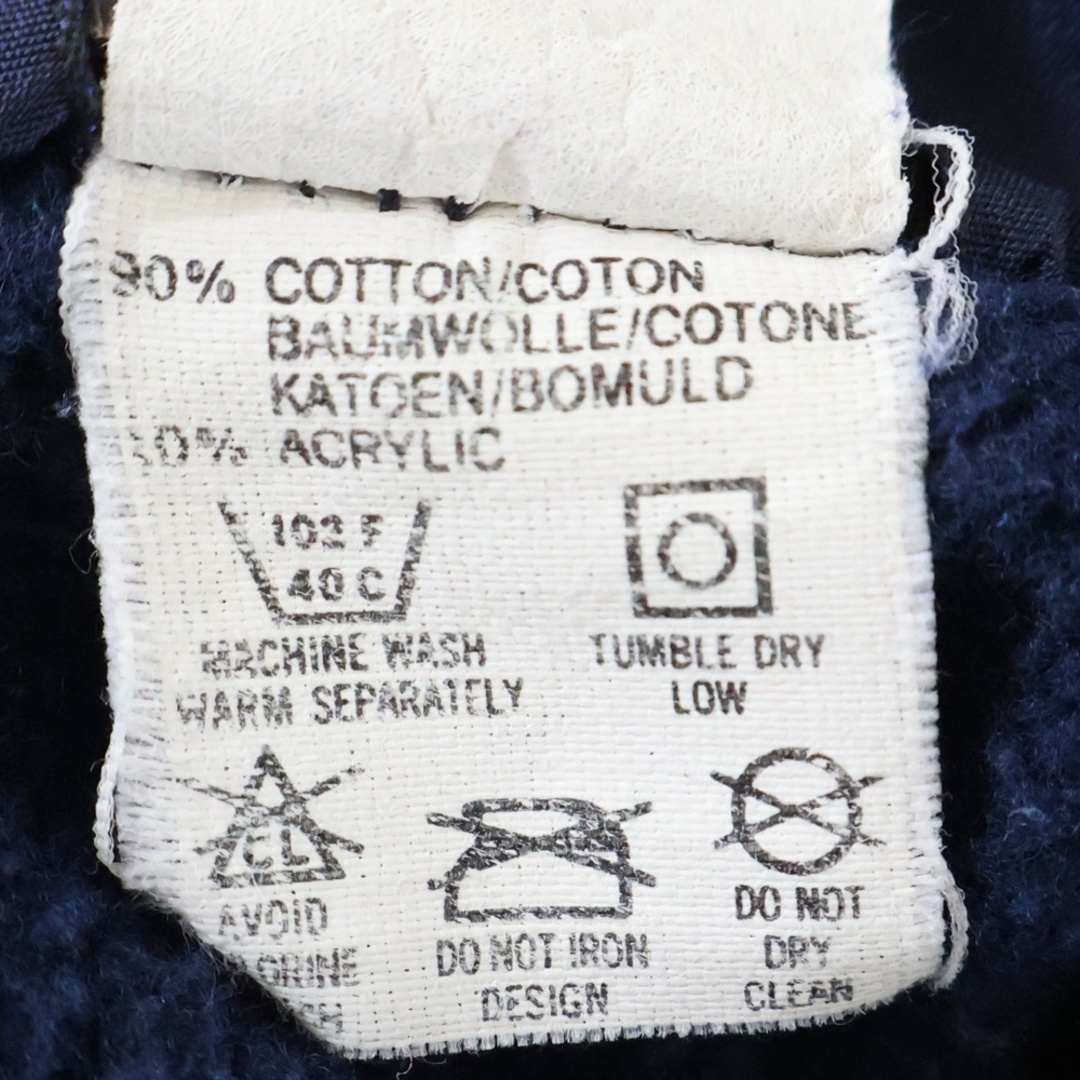 90% COTTON/COTON
BAUMWOLLE/COTONE
KATOEN/BOMULD
10% ACRYLIC
102 F
40 C
MACHINE WASH
WARM SEPARATELY
TUMBLE DRY
LOW
CL
AVOID
DO NOT IRON
DESIGN
DO NOT
DRY
CLEAN